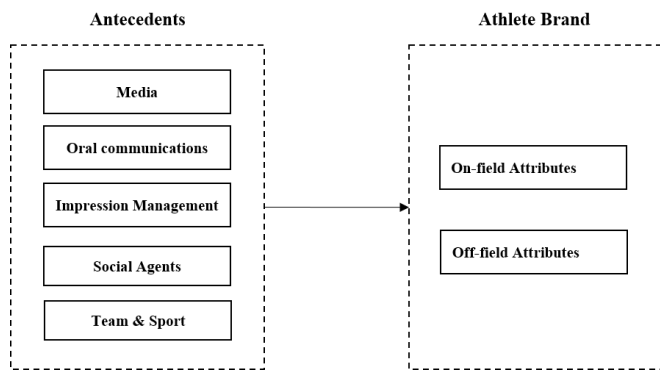 Antecedents
Media
Oral communications
Impression Management
Social Agents
Team & Sport
Athlete Brand
On-field Attributes
Off-field Attributes